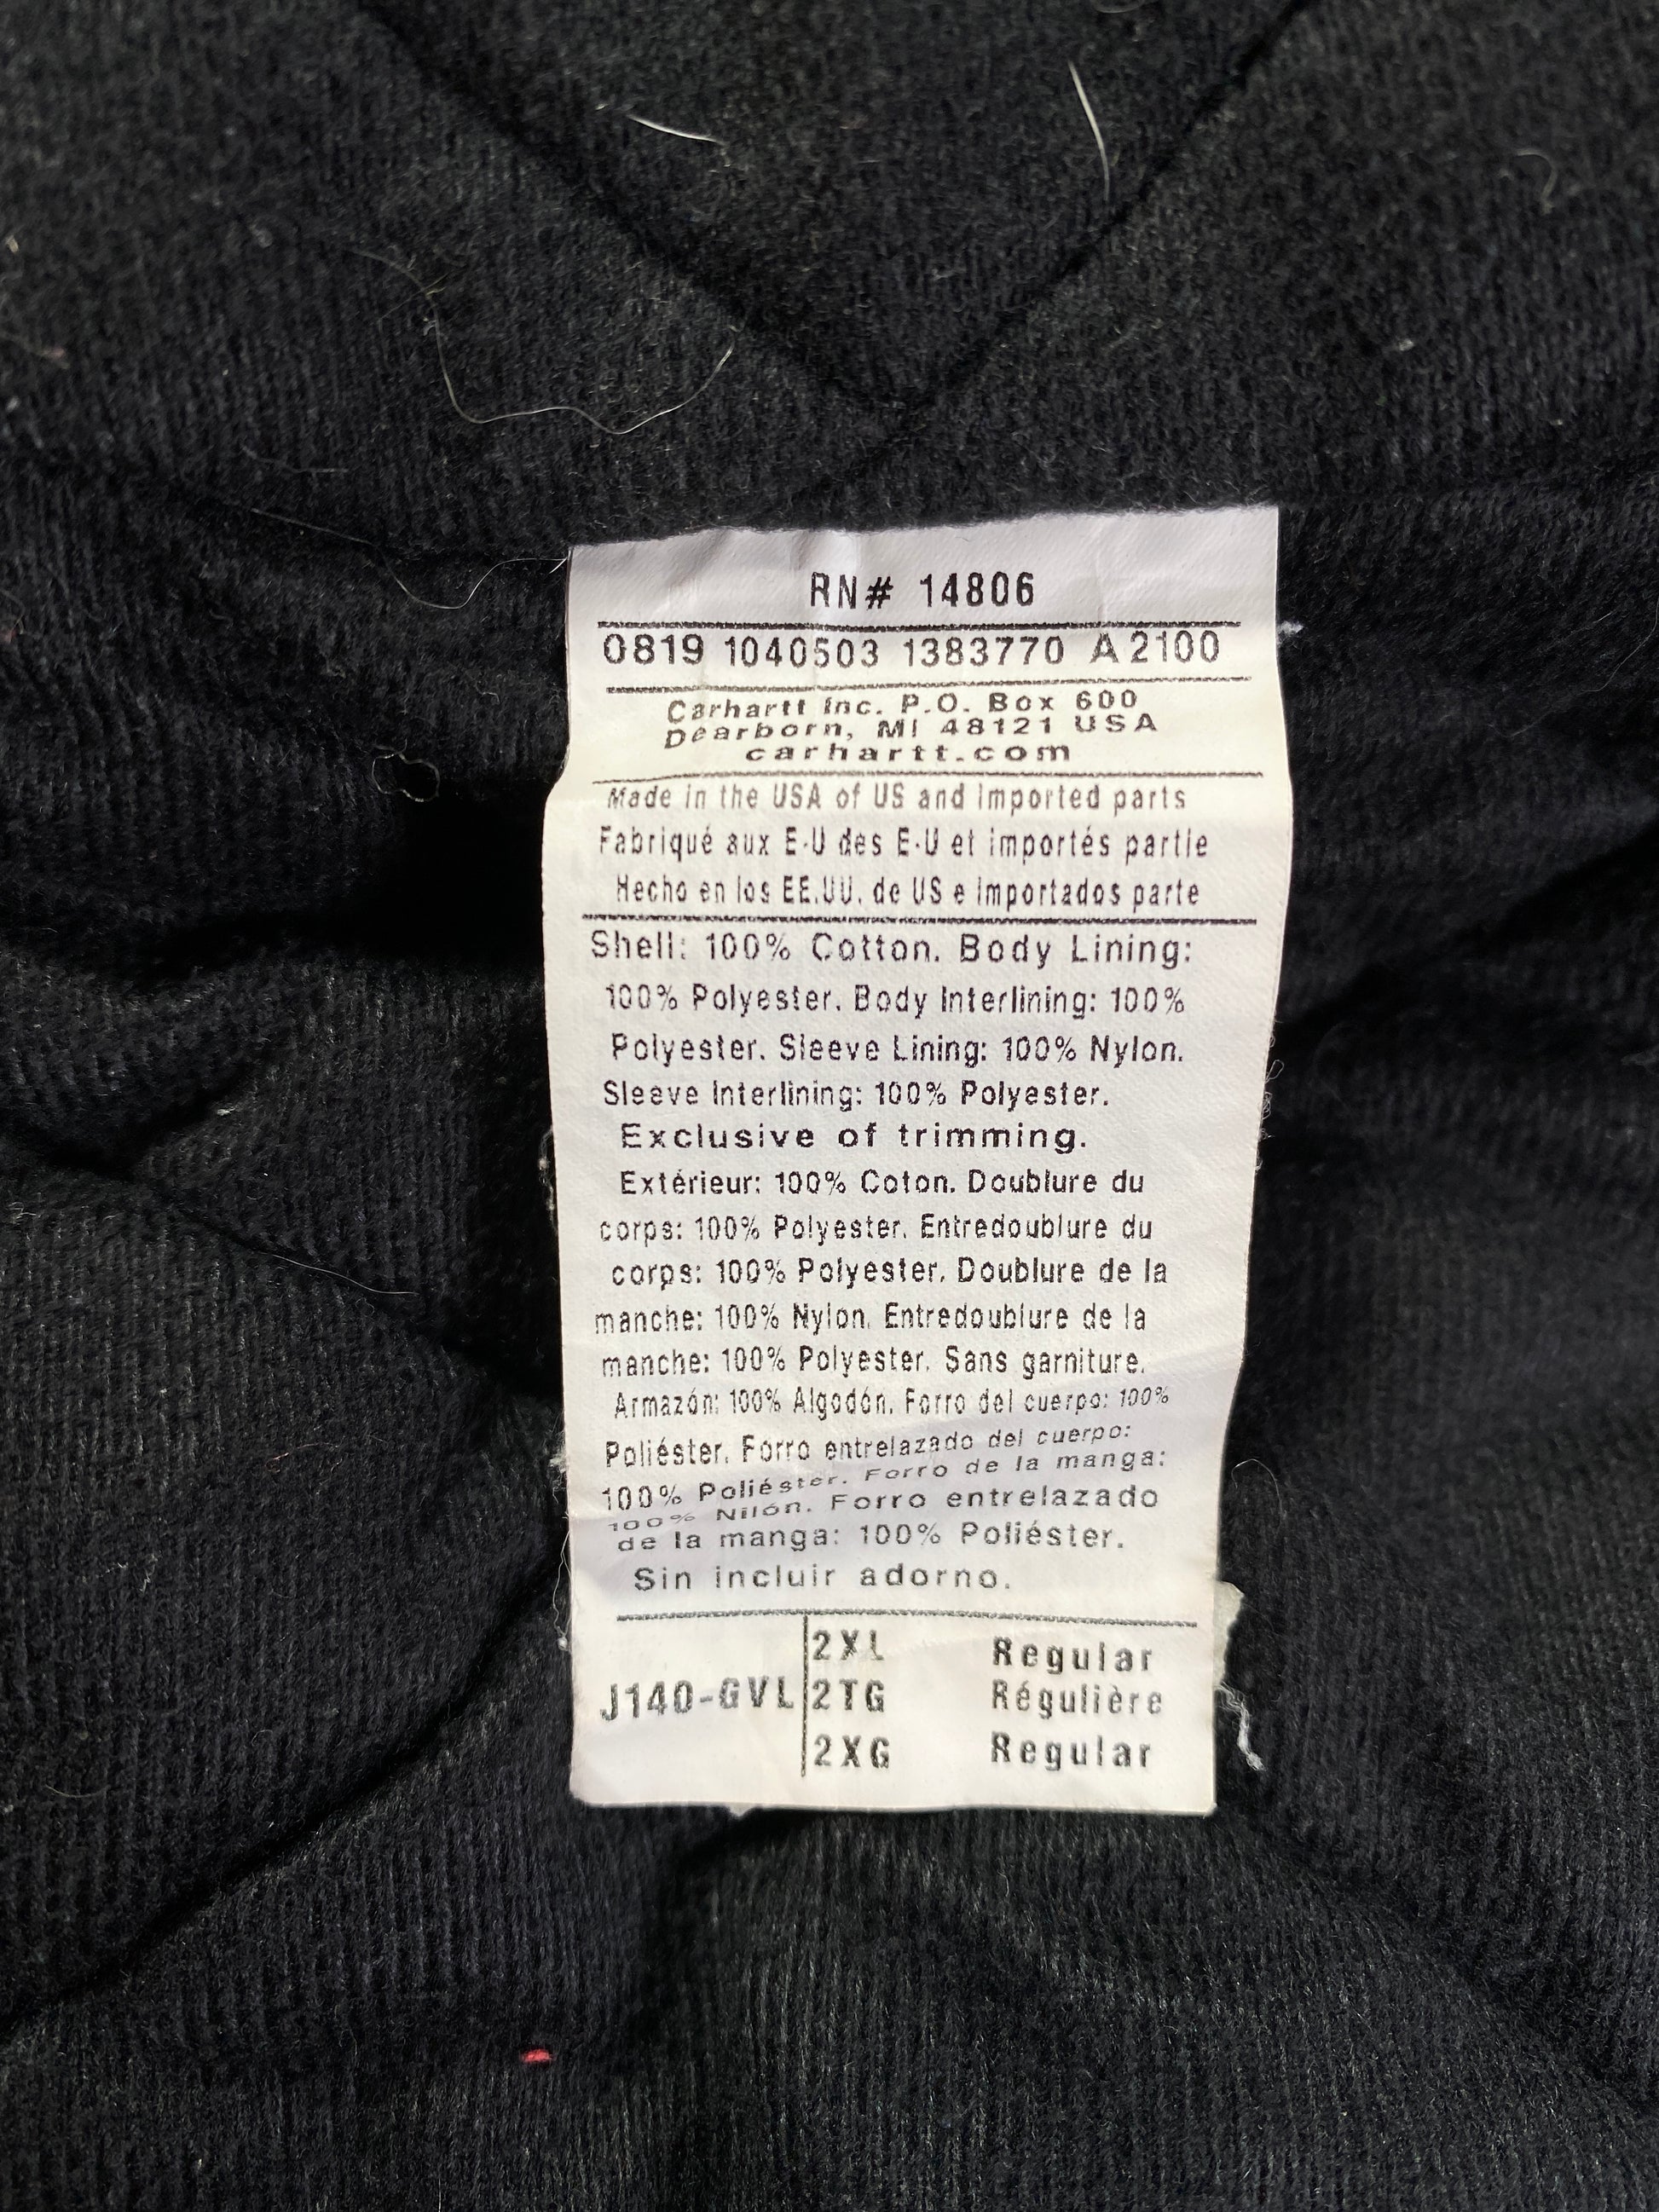 RN# 14806
0819 1040503 1383770 A 2100
Carhartt Inc. P.O. Box 600
Dearborn, MI 48121 USA
carhartt.com
Made in the USA of US and imported parts
Fabriqué aux E-U des E-U et importés partie
Hecho en los EE.UU. de US e importados parte
Shell: 100% Cotton. Body Lining:
100% Polyester. Body Interlining: 100%
Polyester. Sleeve Lining: 100% Nylon.
Sleeve Interlining: 100% Polyester.
Exclusive of trimming.
Extérieur: 100% Coton. Doublure du
corps: 100% Polyester. Entredoublure du
corps: 100% Polyester. Doublure de la
manche: 100% Nylon. Entredoublure de la
manche: 100% Polyester. Sans garniture.
Armazón: 100% Algodón. Forro del cuerpo: 100%
Poliéster. Forro entrelazado del cuerpo:
100% Poliéster. Forro de la manga:
100% Nilón. Forro entrelazado
de la manga: 100% Poliéster.
Sin incluir adorno.
2XL Regular
J140-GVL 2TG Régulière
2XG Regular